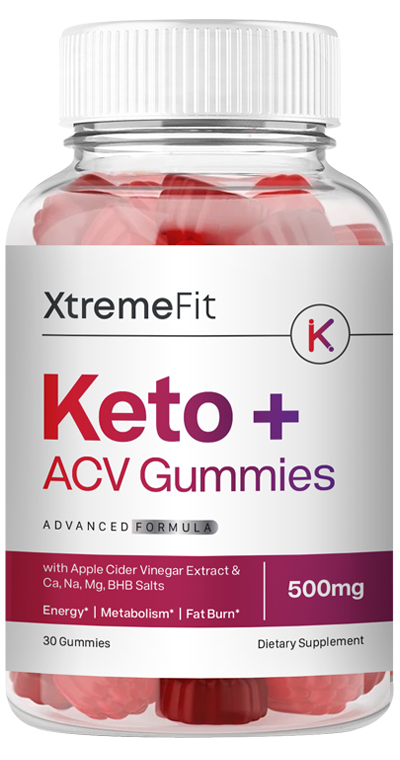 XtremeFit
K
Keto +
ACV Gummies
ADVANCED FORMULA
with Apple Cider Vinegar Extract &
Ca, Na, Mg, BHB Salts
500mg
Energy* | Metabolism* | Fat Burn*
30 Gummies
Dietary Supplement